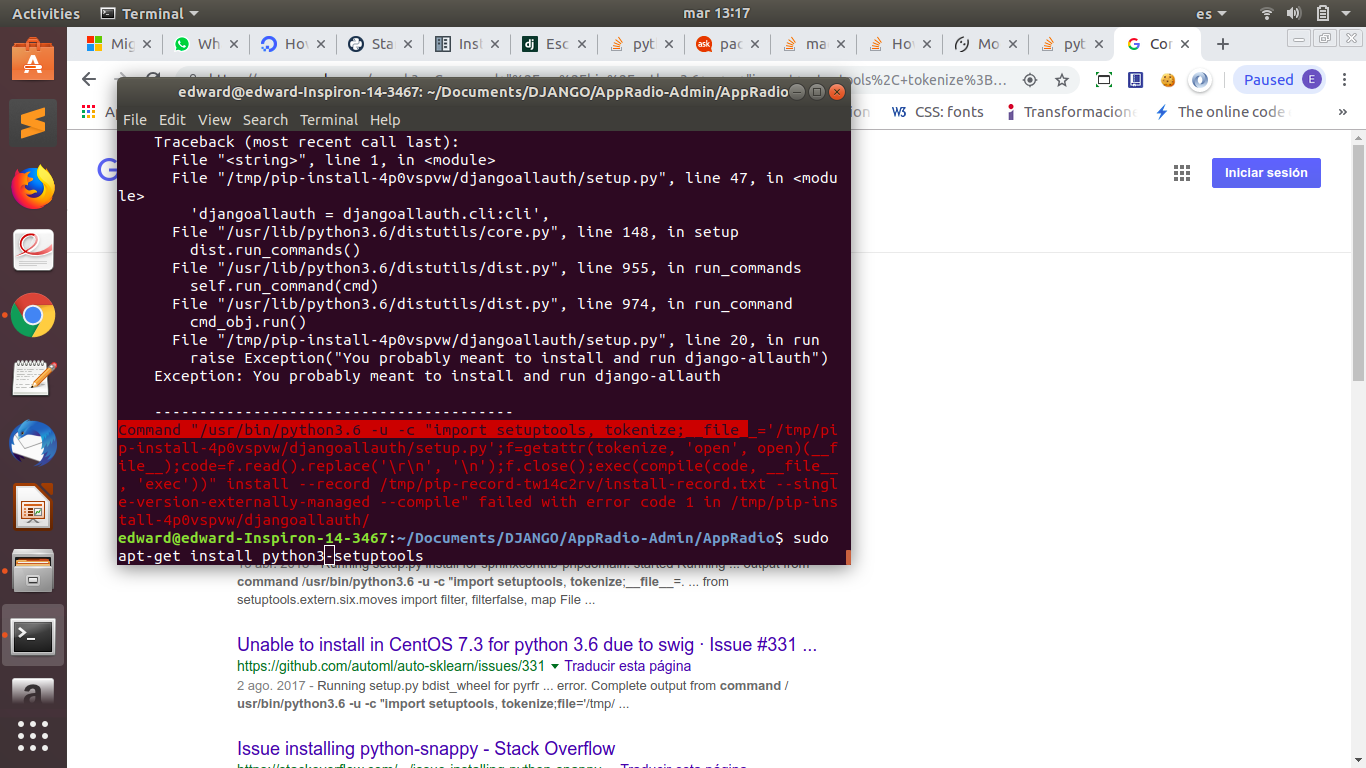 Activities
Terminal
mar 13:17
es
Mig
Wh
Hov
Sta
Inst
Esc
pyt
pac
ma
Hov
Mo
pyt
Cor
tools%2C+tokenize%3B...
Paused
E
CSS: fonts
Transformacione
The online code
»
edward@edward-Inspiron-14-3467: ~/Documents/DJANGO/AppRadio-Admin/AppRadio
File Edit View Search Terminal Help
Traceback (most recent call last):
File "<string>", line 1, in <module>
File "/tmp/pip-install-4p0vspvw/djangoallauth/setup.py", line 47, in <modu
le>
'djangoallauth = djangoallauth.cli:cli',
File "/usr/lib/python3.6/distutils/core.py", line 148, in setup
dist.run_commands()
File "/usr/lib/python3.6/distutils/dist.py", line 955, in run_commands
self.run_command(cmd)
File "/usr/lib/python3.6/distutils/dist.py", line 974, in run_command
cmd_obj.run()
File "/tmp/pip-install-4p0vspvw/djangoallauth/setup.py", line 20, in run
raise Exception("You probably meant to install and run django-allauth")
Exception: You probably meant to install and run django-allauth
----------------------------------------
Command "/usr/bin/python3.6 -u -c "import setuptools, tokenize;__file__='/tmp/pi
p-install-4p0vspvw/djangoallauth/setup.py';f=getattr(tokenize, 'open', open)(__f
ile__);code=f.read().replace('\r\n', '\n');f.close();exec(compile(code, __file__
, 'exec'))" install --record /tmp/pip-record-tw14c2rv/install-record.txt --singl
e-version-externally-managed --compile" failed with error code 1 in /tmp/pip-ins
tall-4p0vspvw/djangoallauth/
edward@edward-Inspiron-14-3467:~/Documents/DJANGO/AppRadio-Admin/AppRadio$ sudo
apt-get install python3-setuptools
Iniciar sesión
command /usr/bin/python3.6 -u -c "import setuptools, tokenize;__file__=. ... from
setuptools.extern.six.moves import filter, filterfalse, map File ...
Unable to install in CentOS 7.3 for python 3.6 due to swig · Issue #331 ...
https://github.com/automl/auto-sklearn/issues/331 Traducir esta página
2 ago. 2017 - Running setup.py bdist_wheel for pyrfr ... error. Complete output from command /
usr/bin/python3.6 -u -c "import setuptools, tokenize;file='/tmp/ ...
Issue installing python-snappy - Stack Overflow